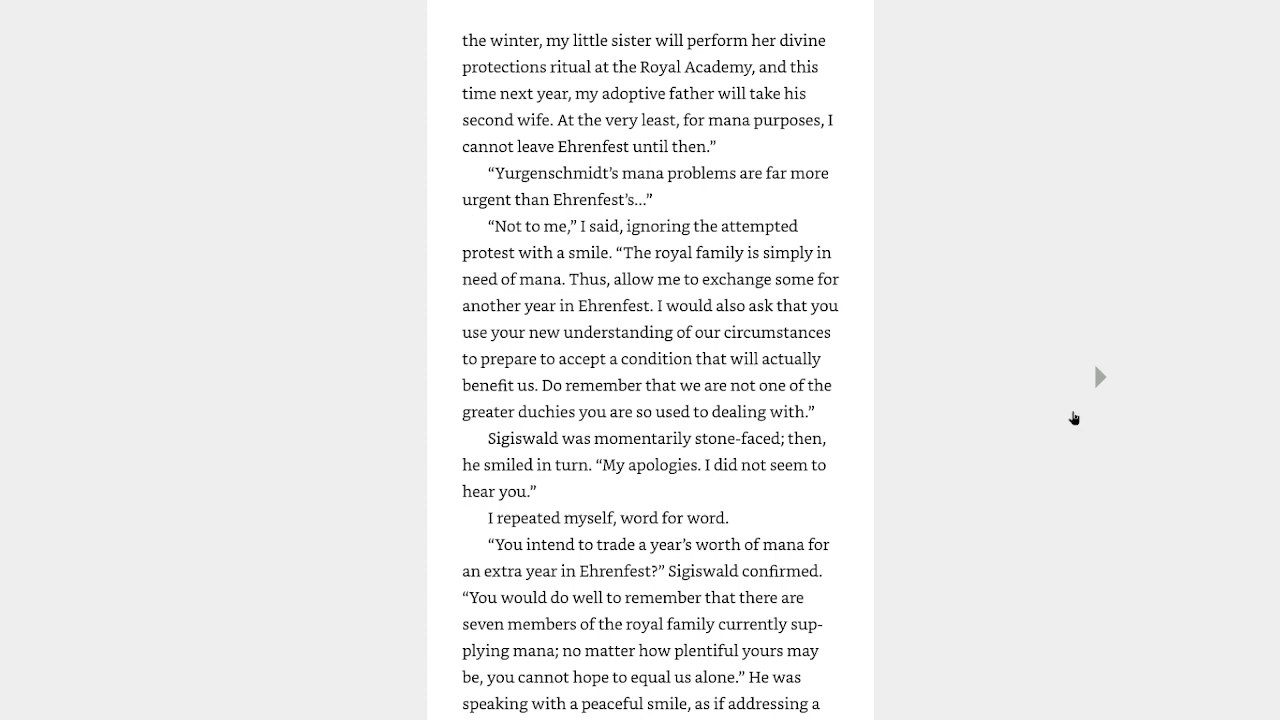 the winter, my little sister will perform her divine
protections ritual at the Royal Academy, and this
time next year, my adoptive father will take his
second wife. At the very least, for mana purposes, I
cannot leave Ehrenfest until then.”
“Yurgenschmidt’s mana problems are far more
urgent than Ehrenfest’s...”
“Not to me,” I said, ignoring the attempted
protest with a smile. “The royal family is simply in
need of mana. Thus, allow me to exchange some for
another year in Ehrenfest. I would also ask that you
use your new understanding of our circumstances
to prepare to accept a condition that will actually
benefit us. Do remember that we are not one of the
greater duchies you are so used to dealing with.”
Sigiswald was momentarily stone-faced; then,
he smiled in turn. “My apologies. I did not seem to
hear you.”
I repeated myself, word for word.
“You intend to trade a year’s worth of mana for
an extra year in Ehrenfest?” Sigiswald confirmed.
“You would do well to remember that there are
seven members of the royal family currently sup-
plying mana; no matter how plentiful yours may
be, you cannot hope to equal us alone.” He was
speaking with a peaceful smile, as if addressing a